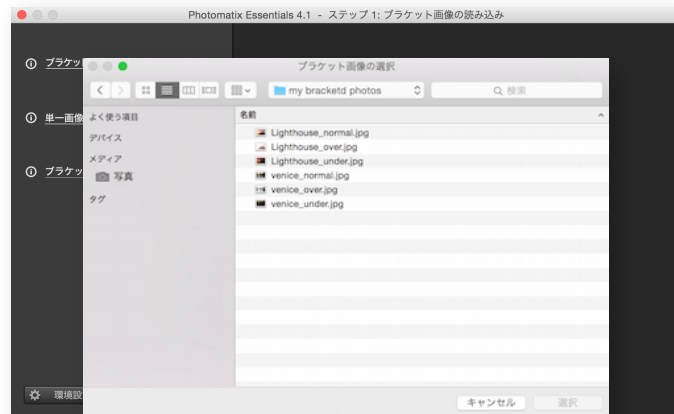 Photomatix Essentials 4.1 - ステップ 1: ブラケット画像の読み込み
ブラケッ
ブラケット画像の選択
my bracketd photos
検索
単一画像
よく使う項目
名前
デバイス
Lighthouse_normal.jpg
Lighthouse_over.jpg
メディア
Lighthouse_under.jpg
写真
venice_normal.jpg
ブラケッ
venice_over.jpg
タグ
venice_under.jpg
環境設
キャンセル
選択